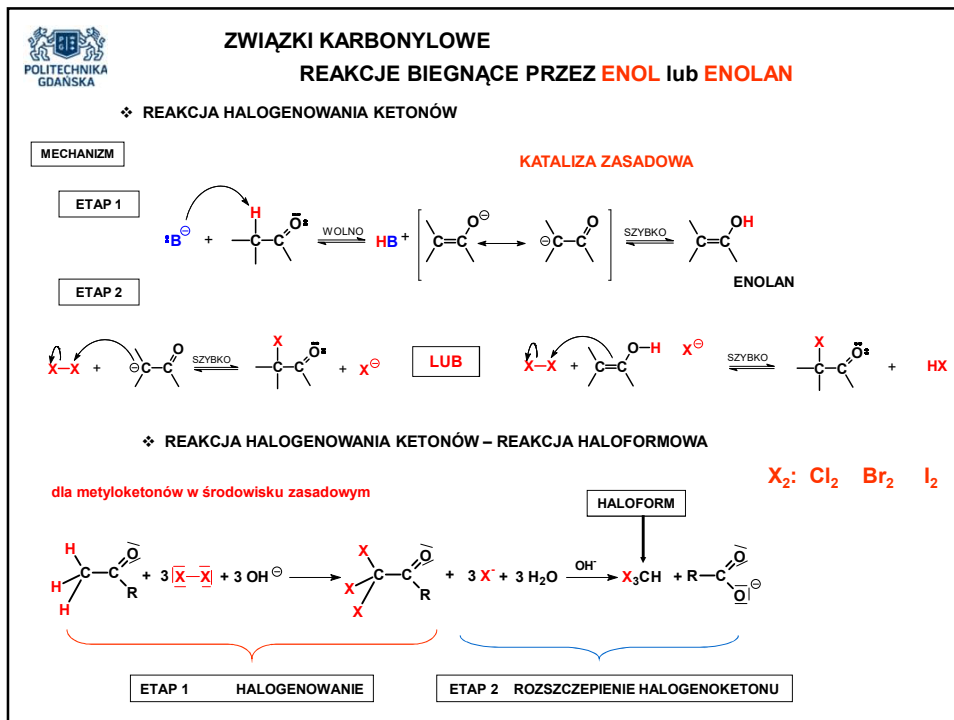 POLITECHNIKA
GDAŃSKA
ZWIĄZKI KARBONYLOWE
REAKCJE BIEGNĄCE PRZEZ ENOL lub ENOLAN
❖ REAKCJA HALOGENOWANIA KETONÓW
MECHANIZM
KATALIZA ZASADOWA
ETAP 1
B⊖ + H C C O WOLNO HB + C C O⊖ ⊖C C O SZYBKO C C OH
ENOLAN
ETAP 2
X–X + ⊖C–C O SZYBKO X C C O + X⊖ LUB X–X + C C O–H X⊖ SZYBKO X C C O + HX
❖ REAKCJA HALOGENOWANIA KETONÓW – REAKCJA HALOFORMOWA
X₂: Cl₂ Br₂ I₂
dla metyloketonów w środowisku zasadowym
HALOFORM
H H H C C O R + 3 X–X + 3 OH⊖ X X X C C O R + 3 X⁻ + 3 H₂O OH⁻ X₃CH + R–C O O⊖
ETAP 1 HALOGENOWANIE
ETAP 2 ROZSZCZEPIENIE HALOGENOKETONU